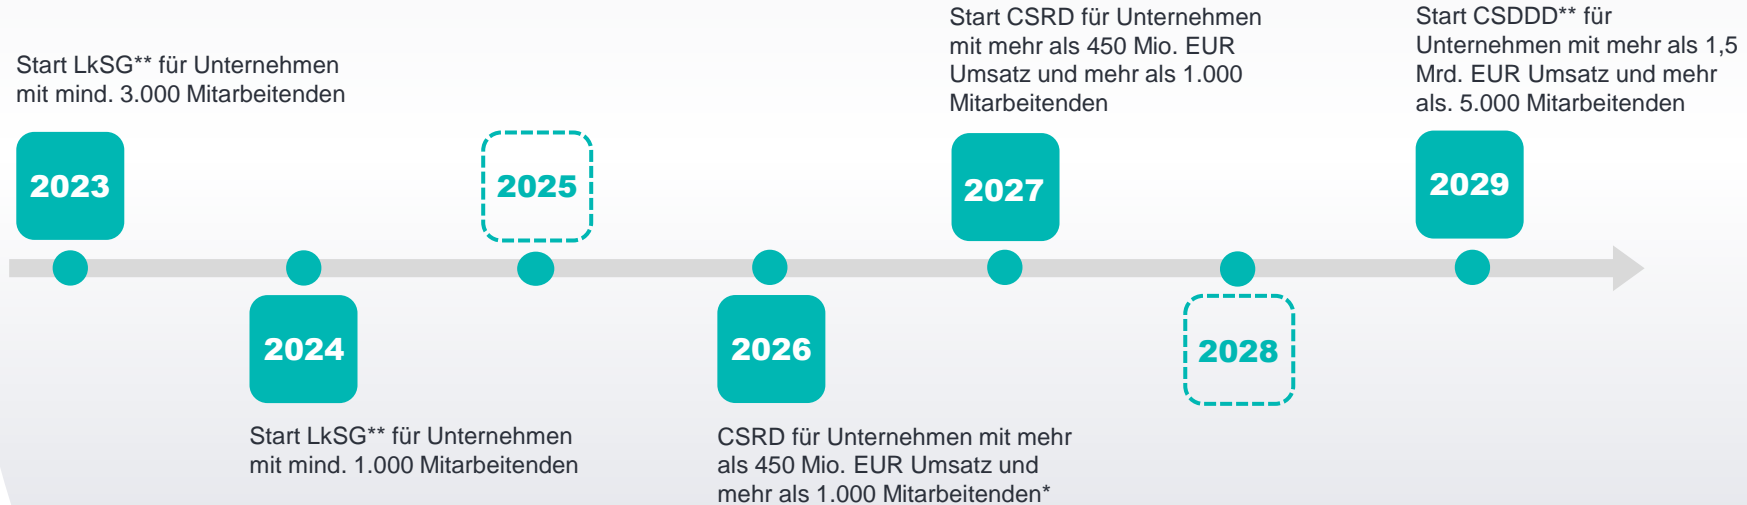 Start LkSG** für Unternehmen
mit mind. 3.000 Mitarbeitenden
2023
2024
Start LkSG** für Unternehmen
mit mind. 1.000 Mitarbeitenden
2025
2026
CSRD für Unternehmen mit mehr
als 450 Mio. EUR Umsatz und
mehr als 1.000 Mitarbeitenden*
Start CSRD für Unternehmen
mit mehr als 450 Mio. EUR
Umsatz und mehr als 1.000
Mitarbeitenden
2027
2028
Start CSDDD** für
Unternehmen mit mehr als 1,5
Mrd. EUR Umsatz und mehr
als. 5.000 Mitarbeitenden
2029